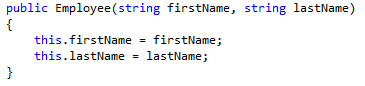 public Employee(string firstName, string lastName)
{
    this.firstName = firstName;
    this.lastName = lastName;
}